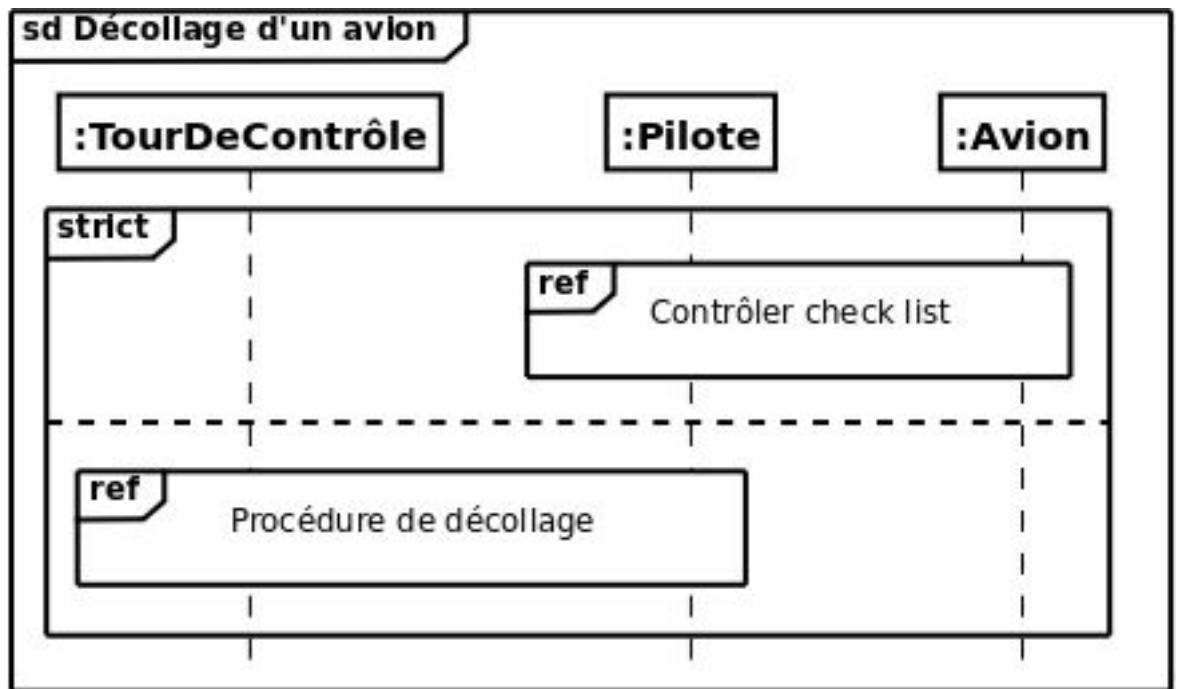 sd Décollage d'un avion
:TourDeContrôle :Pilote :Avion
strict
ref
Contrôler check list
ref
Procédure de décollage